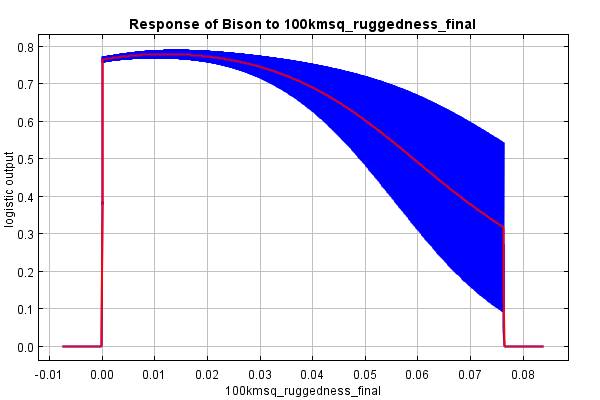 Response of Bison to 100kmsq_ruggedness_final
logistic output
0.8
0.7
0.6
0.5
0.4
0.3
0.2
0.1
0.0
-0.01 0.00 0.01 0.02 0.03 0.04 0.05 0.06 0.07 0.08
100kmsq_ruggedness_final